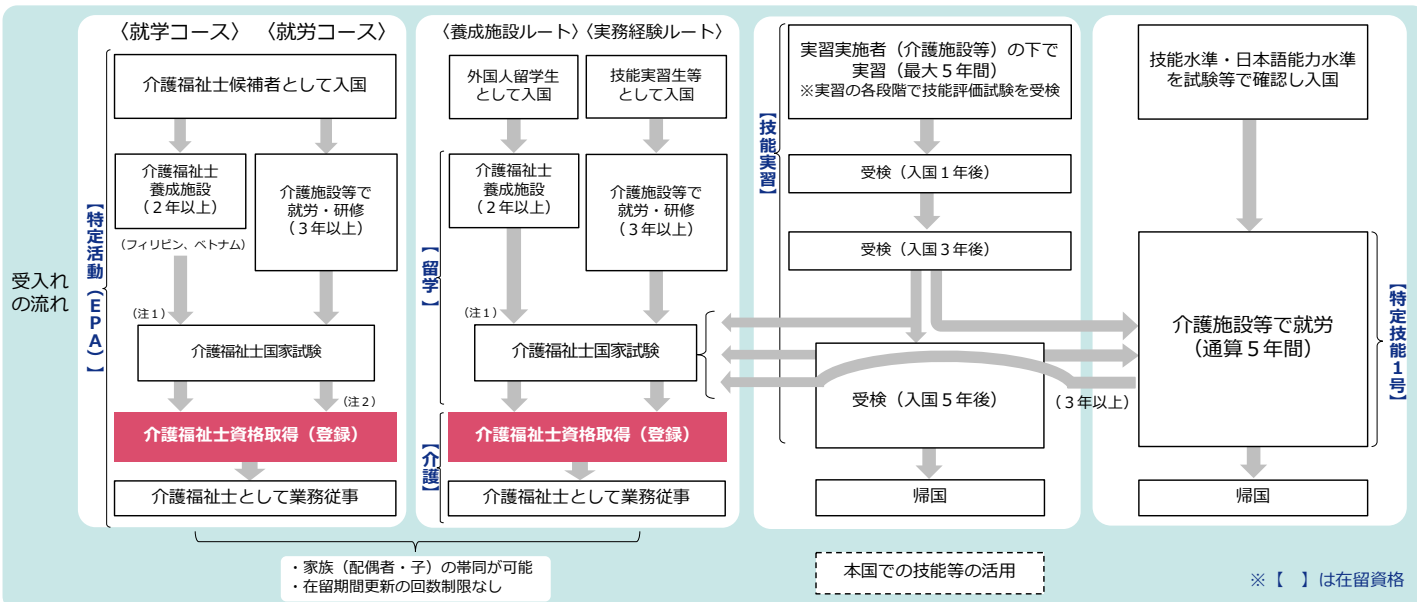 受入れ
の流れ
〈就学コース〉
〈就労コース〉
介護福祉士候補者として入国
介護福祉士
養成施設
(2年以上)
(フィリピン、ベトナム)
介護施設等で
就労・研修
(3年以上)
(注1)
介護福祉士国家試験
(注2)
介護福祉士資格取得(登録)
介護福祉士として業務従事
【特定活動(EPA)】
〈養成施設ルート〉
〈実務経験ルート〉
外国人留学生
として入国
技能実習生等
として入国
介護福祉士
養成施設
(2年以上)
介護施設等で
就労・研修
(3年以上)
(注1)
介護福祉士国家試験
介護福祉士資格取得(登録)
介護福祉士として業務従事
【留学】
【介護】
・家族(配偶者・子)の帯同が可能
・在留期間更新の回数制限なし
【技能実習】
実習実施者(介護施設等)の下で
実習(最大5年間)
※実習の各段階で技能評価試験を受検
受検(入国1年後)
受検(入国3年後)
受検(入国5年後)
帰国
本国での技能等の活用
技能水準・日本語能力水準
を試験等で確認し入国
介護施設等で就労
(通算5年間)
(3年以上)
帰国
【特定技能1号】
※【 】は在留資格